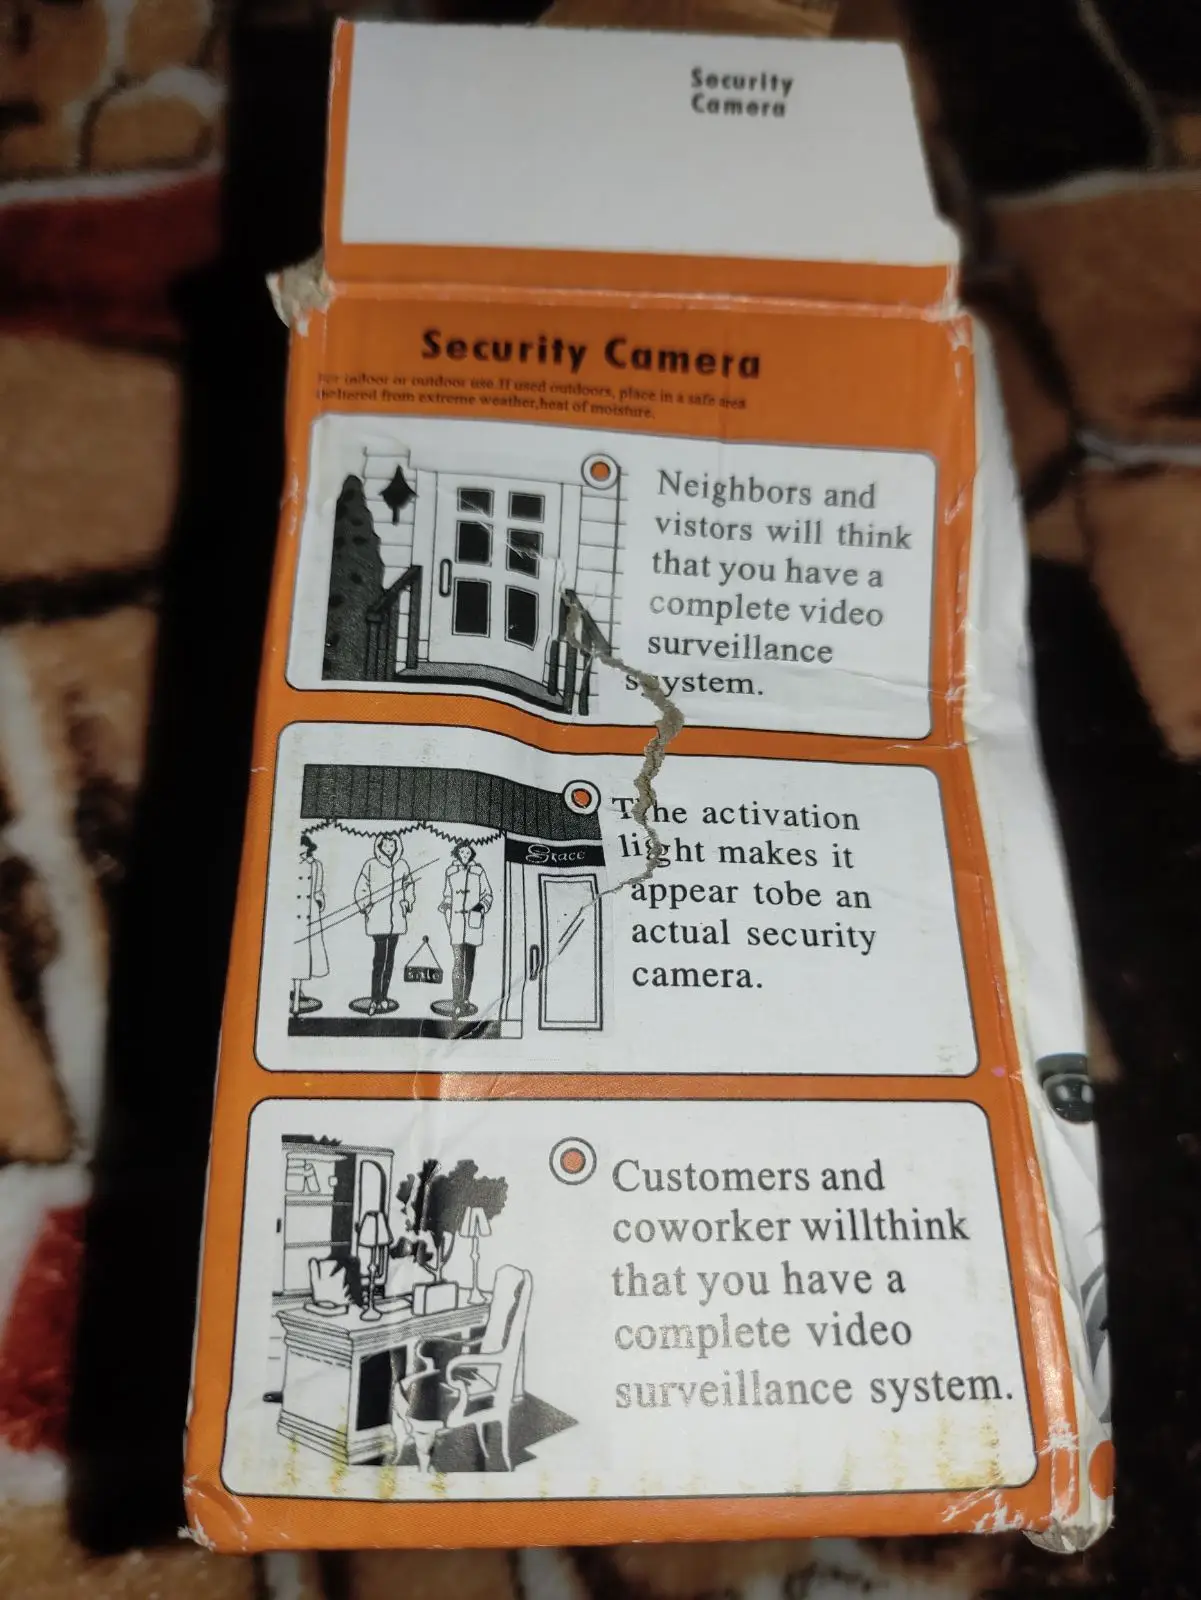 Security
Camera
Security Camera
For indoor or outdoor use.If used outdoors, place in a safe area
sheltered from extreme weather,heat of moisture.
Neighbors and
vistors will think
that you have a
complete video
surveillance
system.
The activation
light makes it
appear tobe an
actual security
camera.
Grace
sale
Customers and
coworker willthink
that you have a
complete video
surveillance system.